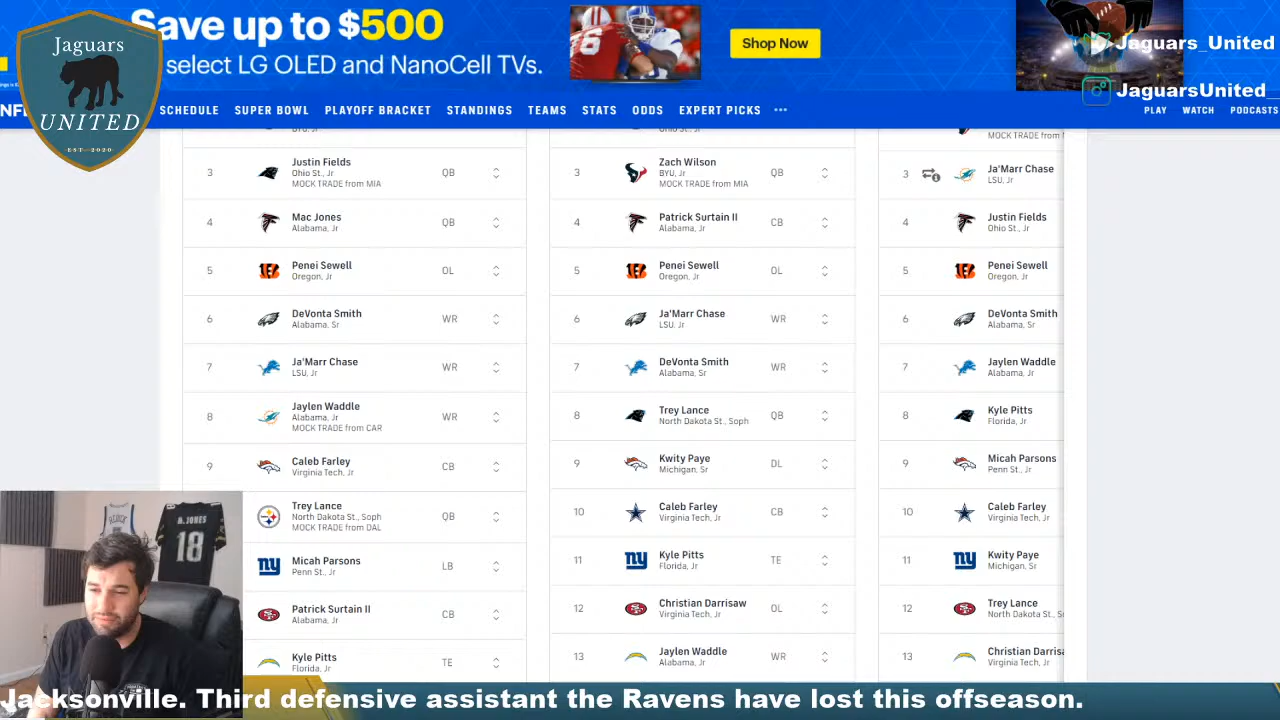 Save up to $500
select LG OLED and NanoCell TVs.
Shop Now
Jaguars
UNITED
EST. 2020
Jaguars_United
JaguarsUnited_
SCHEDULE SUPER BOWL PLAYOFF BRACKET STANDINGS TEAMS STATS ODDS EXPERT PICKS ...
PLAY WATCH PODCASTS
3 Justin Fields QB
Ohio St., Jr
MOCK TRADE from MIA
4 Mac Jones QB
Alabama, Jr
5 Penei Sewell OL
Oregon, Jr
6 DeVonta Smith WR
Alabama, Sr
7 Ja'Marr Chase WR
LSU, Jr
8 Jaylen Waddle WR
Alabama, Jr
MOCK TRADE from CAR
9 Caleb Farley CB
Virginia Tech, Jr
Trey Lance QB
North Dakota St., Soph
MOCK TRADE from DAL
Micah Parsons LB
Penn St., Jr
Patrick Surtain II CB
Alabama, Jr
Kyle Pitts TE
Florida, Jr
3 Zach Wilson QB
BYU, Jr
MOCK TRADE from MIA
4 Patrick Surtain II CB
Alabama, Jr
5 Penei Sewell OL
Oregon, Jr
6 Ja'Marr Chase WR
LSU, Jr
7 DeVonta Smith WR
Alabama, Sr
8 Trey Lance QB
North Dakota St., Soph
9 Kwity Paye DL
Michigan, Sr
10 Caleb Farley CB
Virginia Tech, Jr
11 Kyle Pitts TE
Florida, Jr
12 Christian Darrisaw OL
Virginia Tech, Jr
13 Jaylen Waddle WR
Alabama, Jr
MOCK TRADE from
3 Ja'Marr Chase
LSU, Jr
4 Justin Fields
Ohio St., Jr
5 Penei Sewell
Oregon, Jr
6 DeVonta Smith
Alabama, Sr
7 Jaylen Waddle
Alabama, Jr
8 Kyle Pitts
Florida, Jr
9 Micah Parsons
Penn St., Jr
10 Caleb Farley
Virginia Tech, Jr
11 Kwity Paye
Michigan, Sr
12 Trey Lance
North Dakota St., S
13 Christian Darris
Virginia Tech, Jr
M. JONES
18
Jacksonville. Third defensive assistant the Ravens have lost this offseason.